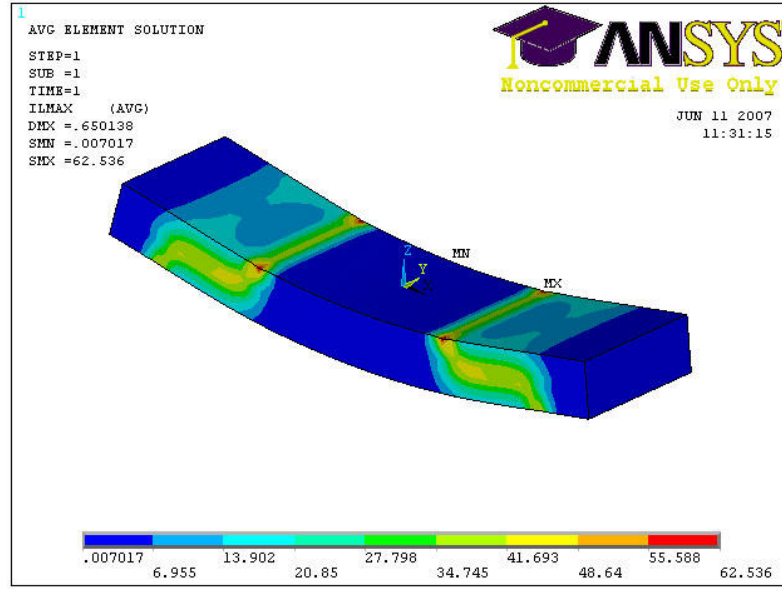 1
AVG ELEMENT SOLUTION
STEP=1
SUB =1
TIME=1
ILMAX (AVG)
DMX =.650138
SMN =.007017
SMX =62.536
ANSYS
Noncommercial Use Only
JUN 11 2007
11:31:15
MN
Z
Y
X
MX
.007017 13.902 27.798 41.693 55.588
6.955 20.85 34.745 48.64 62.536